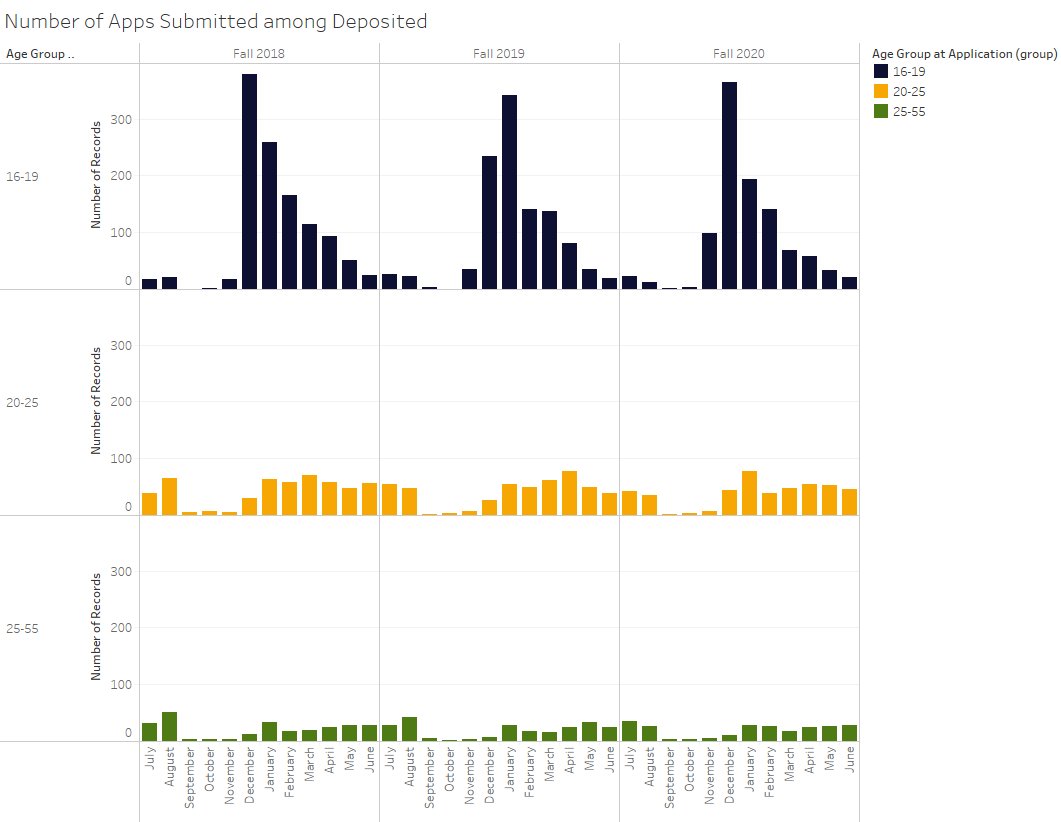 Number of Apps Submitted among Deposited
Age Group ..
Fall 2018
Fall 2019
Fall 2020
Age Group at Application (group)
16-19
20-25
25-55
16-19
Number of Records
300
200
100
0
20-25
Number of Records
300
200
100
0
25-55
Number of Records
300
200
100
0
July
August
September
October
November
December
January
February
March
April
May
June
July
August
September
October
November
December
January
February
March
April
May
June
July
August
September
October
November
December
January
February
March
April
May
June